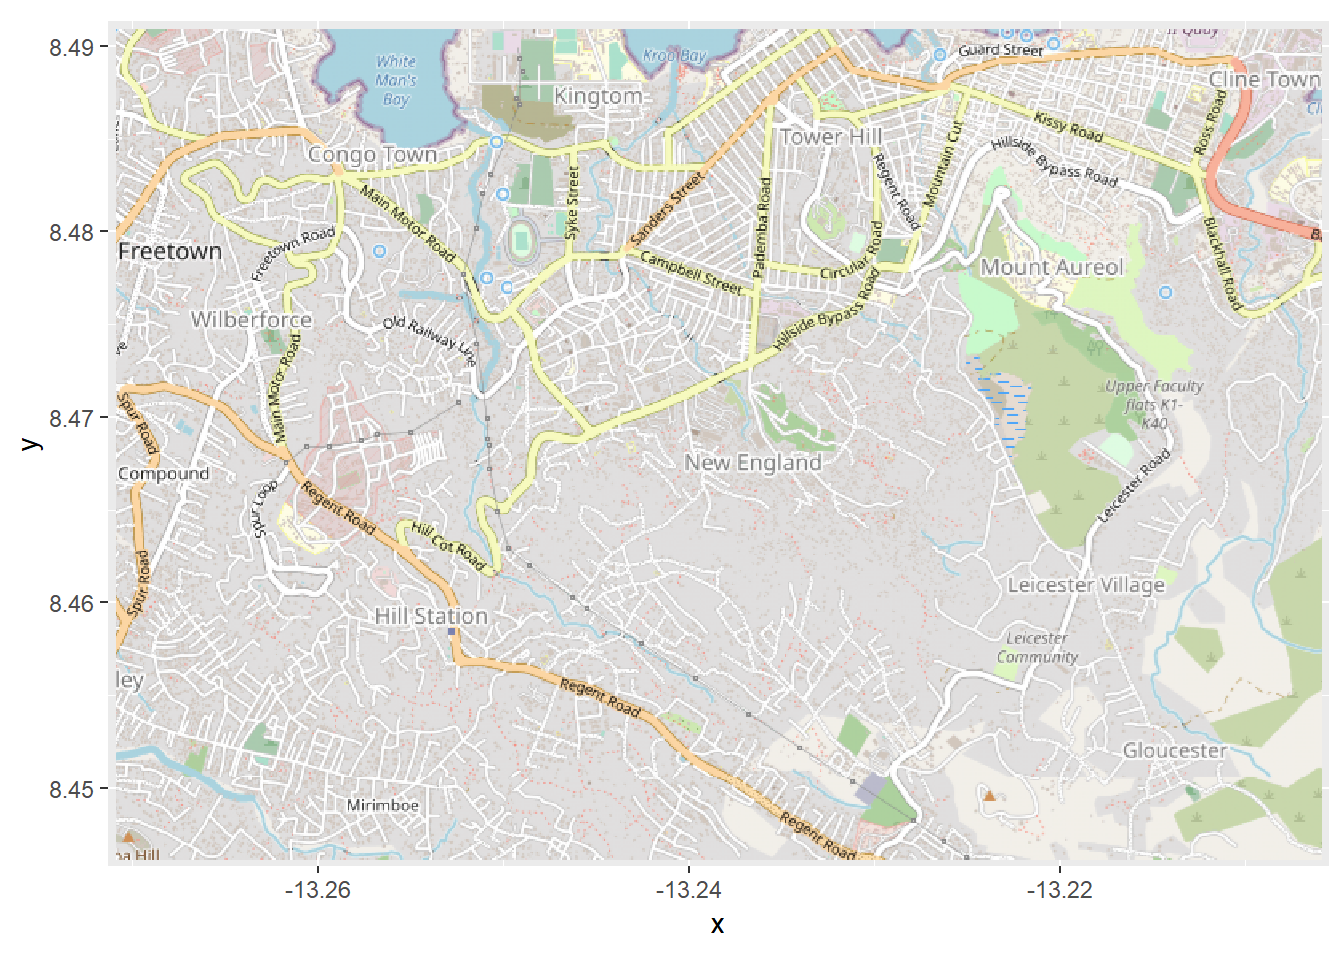 8.49
8.48
8.47
8.46
8.45
y
-13.26
-13.24
-13.22
x
White
Man's
Bay
Kroo Bay
Guard Street
Quay
Cline Town
Kingtom
Tower Hill
Kissy Road
Ross Road
Congo Town
Main Motor Road
Syke Street
Sanders Street
Pademba Road
Regent Road
Mountain Cut
Hillside Bypass Road
Blackhall Road
Freetown
Freetown Road
Campbell Street
Circular Road
Mount Aureol
Wilberforce
Old Railway Line
Hillside Bypass Road
Main Motor Road
Upper Faculty
flats K1-
K40
Spur Road
Compound
New England
Leicester Road
Spur Loop
Regent Road
Hill Cot Road
Spur Road
Hill Station
Leicester Village
Leicester
Community
ley
Regent Road
Gloucester
Mirimboe
Regent Road
Hill